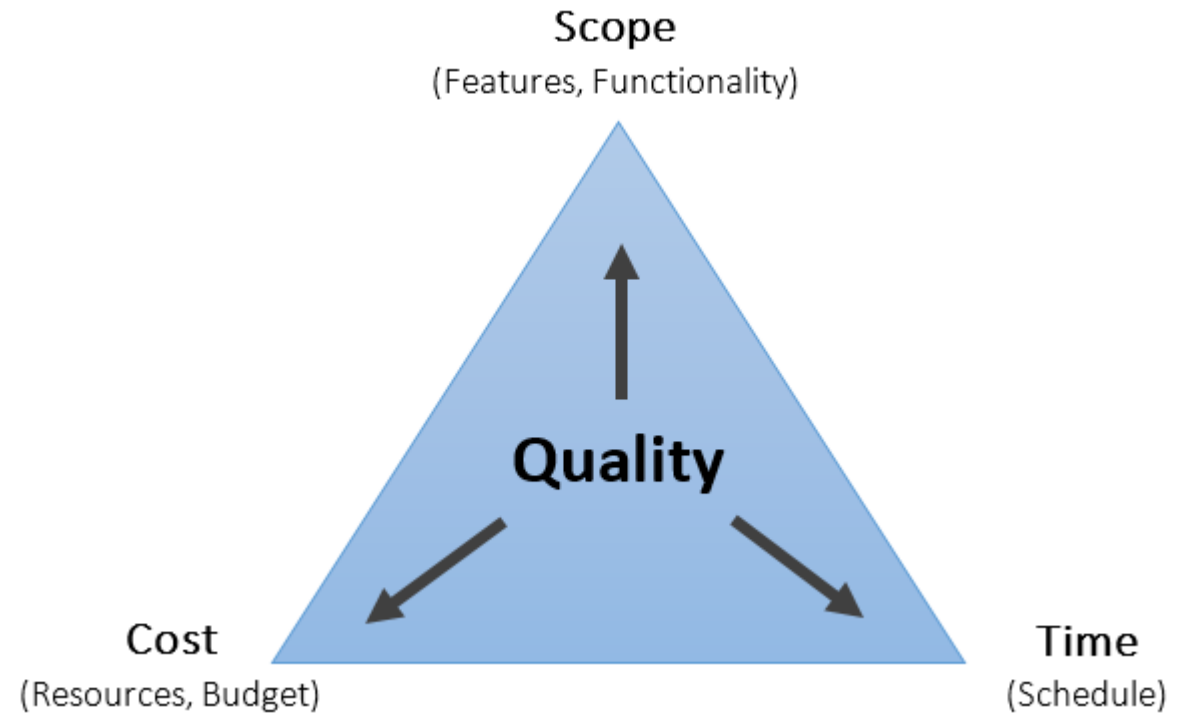 Scope
(Features, Functionality)
Quality
Cost
(Resources, Budget)
Time
(Schedule)